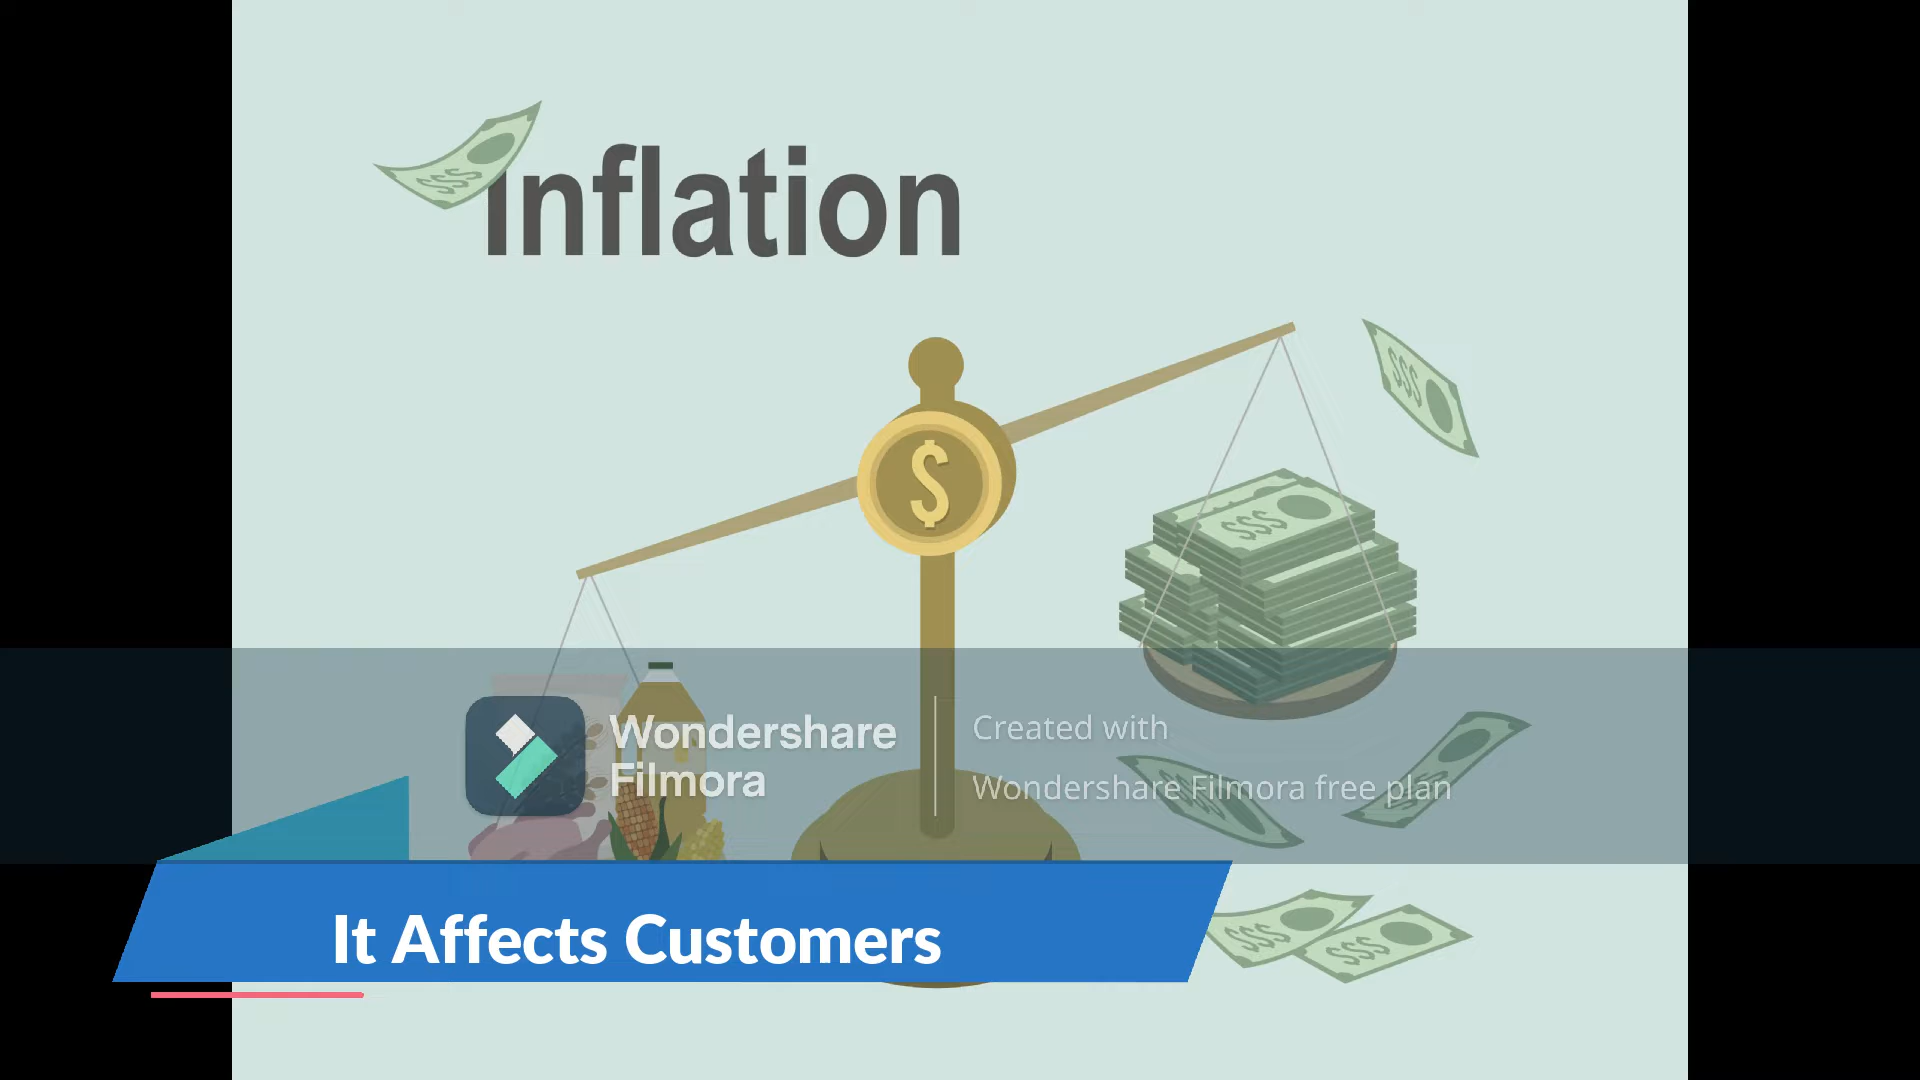 Inflation
$
$$$
$$$
$$$
Wondershare
Filmora
Created with
Wondershare Filmora free plan
It Affects Customers
$$$
$$$